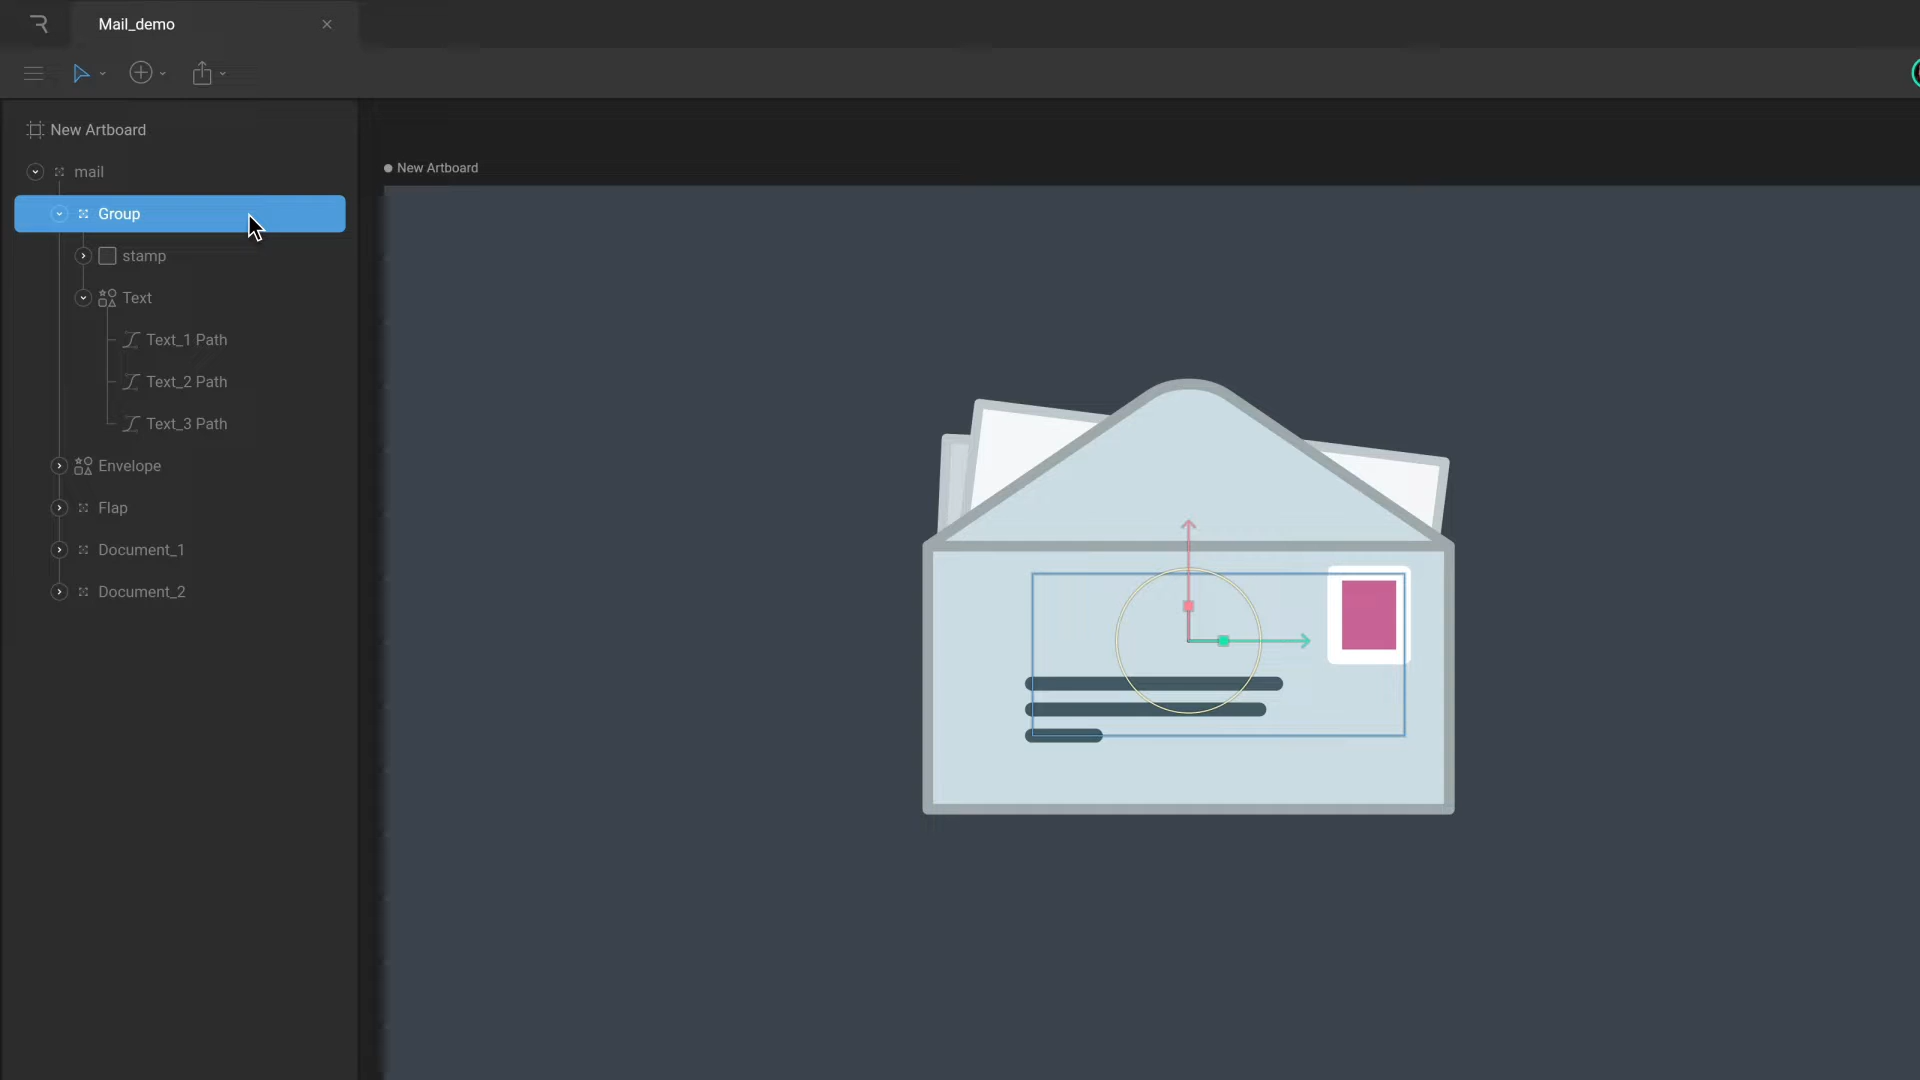 Mail_demo
New Artboard
mail
Group
stamp
Text
Text_1 Path
Text_2 Path
Text_3 Path
Envelope
Flap
Document_1
Document_2
New Artboard